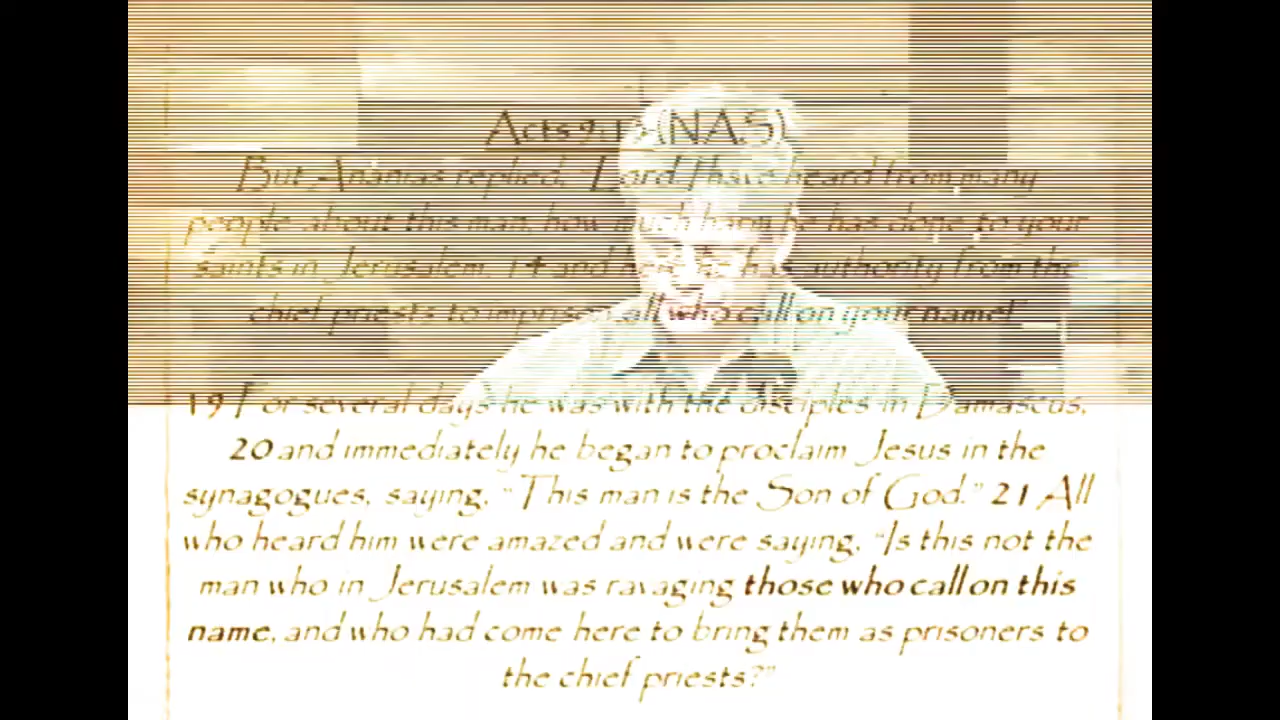 Acts 9:13 (NAS)
But Ananias replied, "Lord, I have heard from many
people about this man, how much harm he has done to your
saints in Jerusalem, 14 and here he has authority from the
chief priests to imprison all who call on your name!"
19 For several days he was with the disciples in Damascus,
20 and immediately he began to proclaim Jesus in the
synagogues, saying, "This man is the Son of God." 21 All
who heard him were amazed and were saying, "Is this not the
man who in Jerusalem was ravaging those who call on this
name, and who had come here to bring them as prisoners to
the chief priests?"